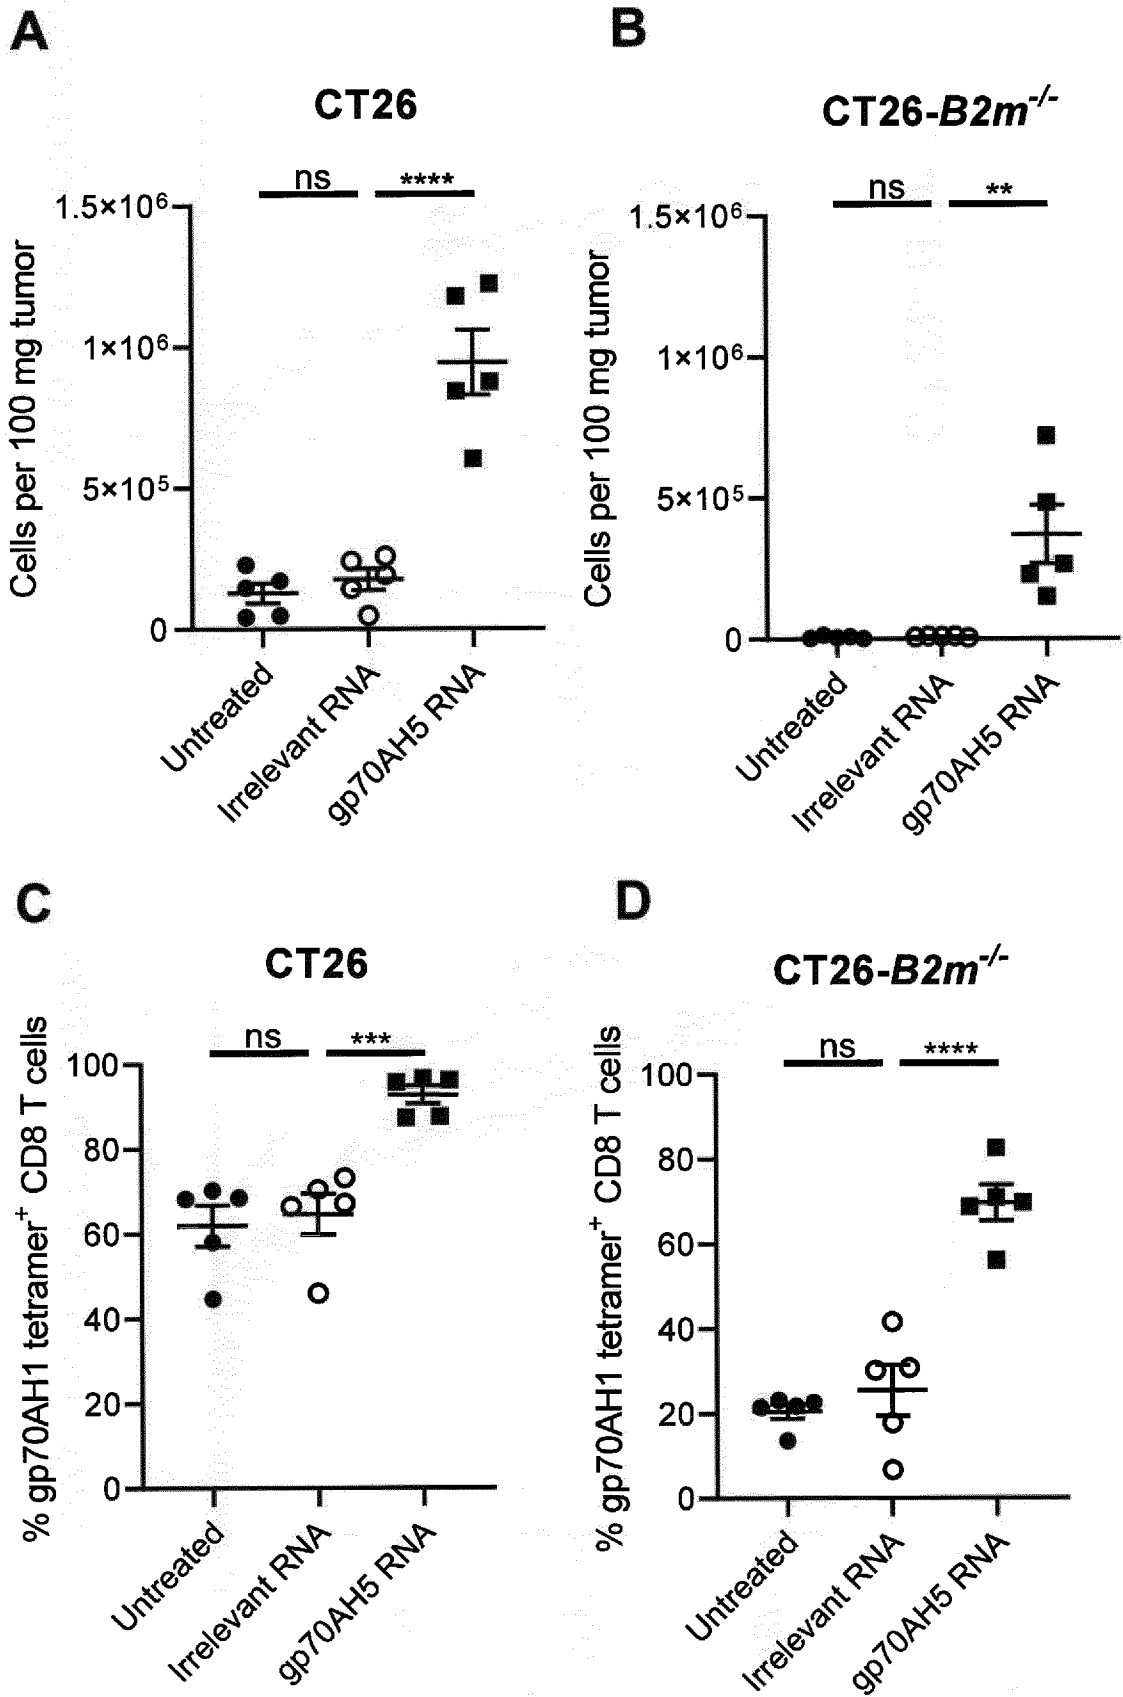 A
CT26
ns
****
1.5×10⁶
1×10⁶
5×10⁵
0
Cells per 100 mg tumor
Untreated
Irrelevant RNA
gp70AH5 RNA
B
CT26-B2m⁻/⁻
ns
**
1.5×10⁶
1×10⁶
5×10⁵
0
Cells per 100 mg tumor
Untreated
Irrelevant RNA
gp70AH5 RNA
C
CT26
ns
***
100
80
60
40
20
0
% gp70AH1 tetramer⁺ CD8 T cells
Untreated
Irrelevant RNA
gp70AH5 RNA
D
CT26-B2m⁻/⁻
ns
****
100
80
60
40
20
0
% gp70AH1 tetramer⁺ CD8 T cells
Untreated
Irrelevant RNA
gp70AH5 RNA